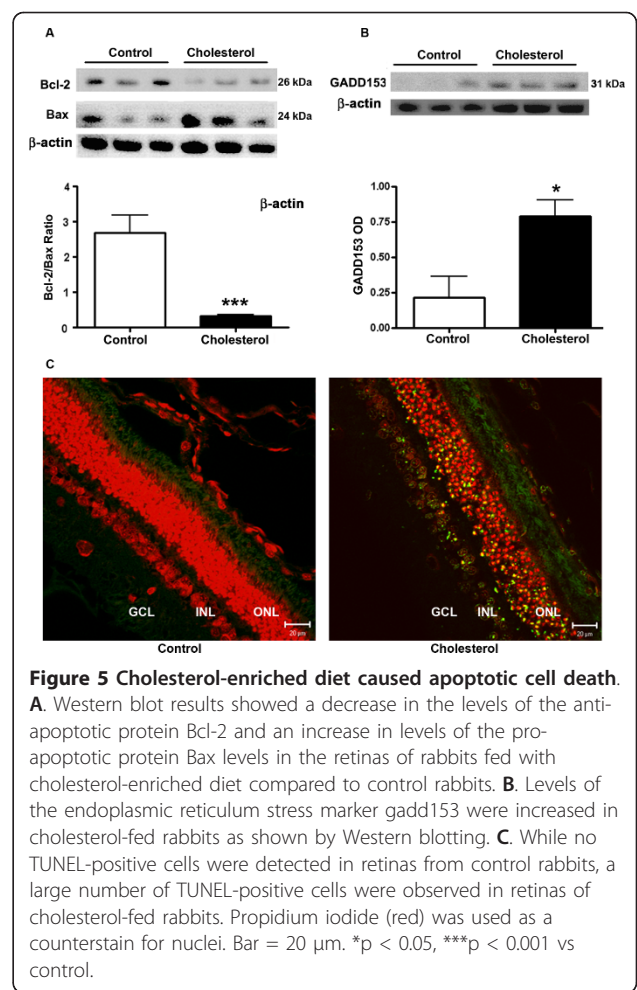 A
B
Control Cholesterol
Control Cholesterol
Bcl-2 26 kDa
GADD153 31 kDa
β-actin
Bax 24 kDa
β-actin
4
3
2
1
0
Bcl-2/Bax Ratio
β-actin
***
Control Cholesterol
1.00
0.75
0.50
0.25
0.00
GADD153 OD
*
Control Cholesterol
C
GCL INL ONL
20 µm
Control
GCL INL ONL
20 µm
Cholesterol
Figure 5 Cholesterol-enriched diet caused apoptotic cell death.
A. Western blot results showed a decrease in the levels of the anti-
apoptotic protein Bcl-2 and an increase in levels of the pro-
apoptotic protein Bax levels in the retinas of rabbits fed with
cholesterol-enriched diet compared to control rabbits. B. Levels of
the endoplasmic reticulum stress marker gadd153 were increased in
cholesterol-fed rabbits as shown by Western blotting. C. While no
TUNEL-positive cells were detected in retinas from control rabbits, a
large number of TUNEL-positive cells were observed in retinas of
cholesterol-fed rabbits. Propidium iodide (red) was used as a
counterstain for nuclei. Bar = 20 μm. *p < 0.05, ***p < 0.001 vs
control.